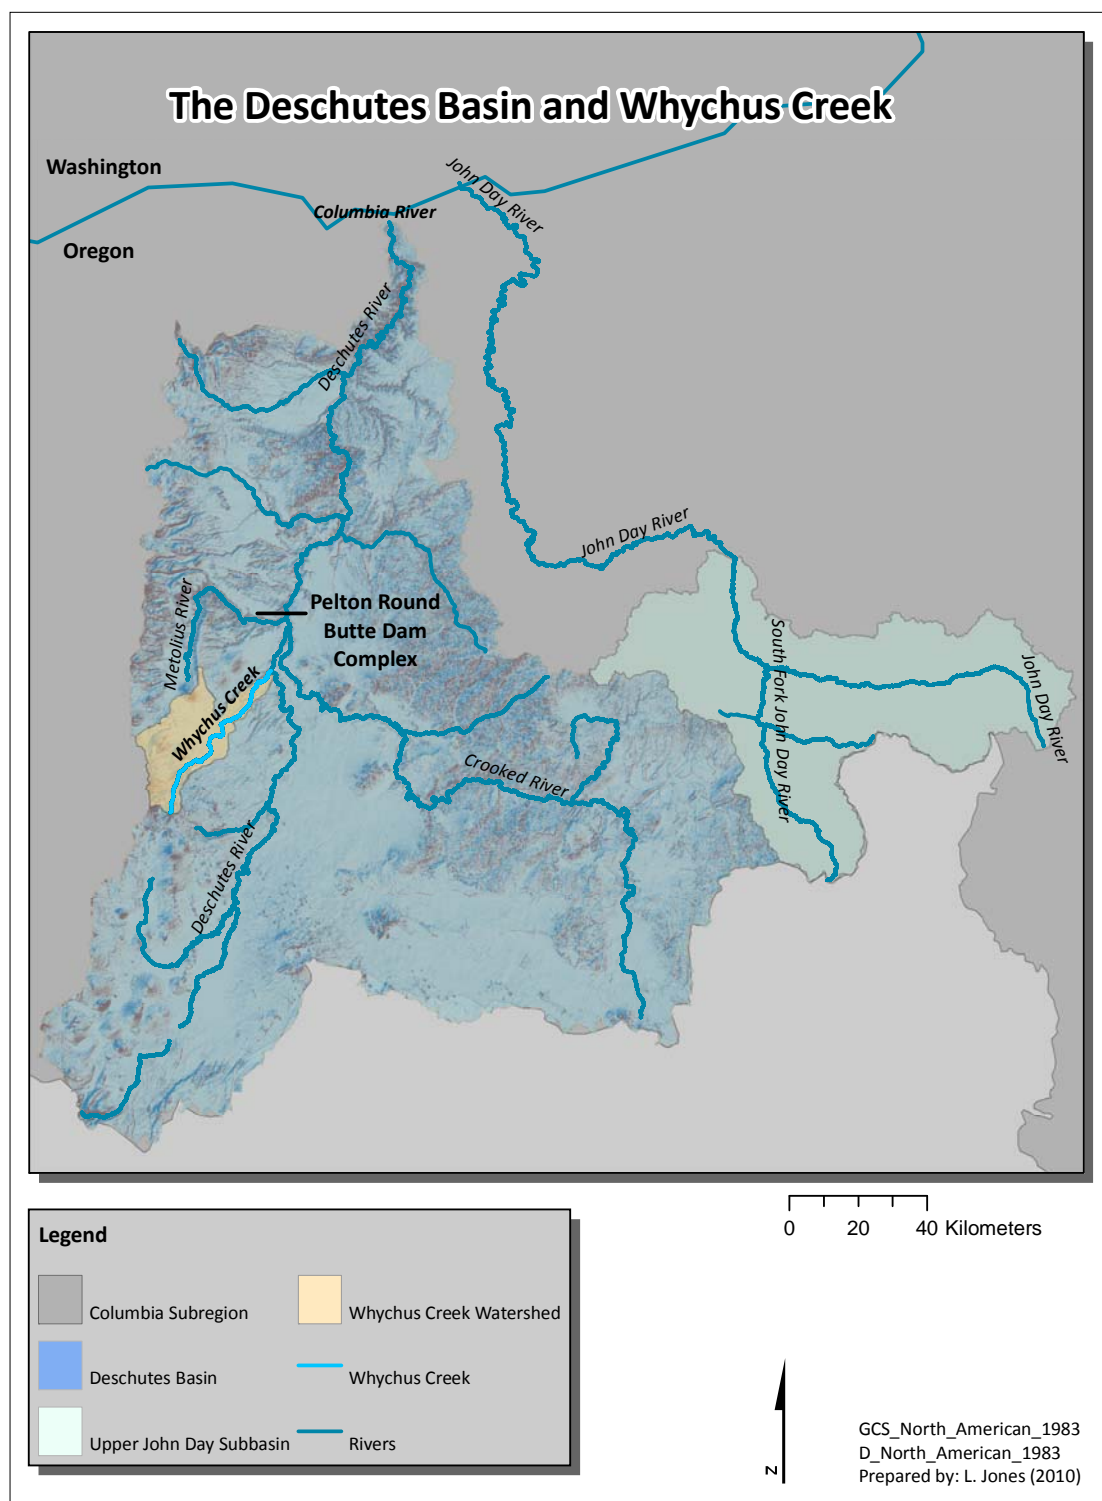 The Deschutes Basin and Whychus Creek
Washington
John Day River
Columbia River
Oregon
Deschutes River
John Day River
Pelton Round
Butte Dam
Complex
Metolius River
South Fork John Day River
John Day River
Whychus Creek
Crooked River
Deschutes River
0 20 40 Kilometers
Legend
Columbia Subregion
Whychus Creek Watershed
Deschutes Basin
Whychus Creek
Upper John Day Subbasin
Rivers
N
GCS_North_American_1983
D_North_American_1983
Prepared by: L. Jones (2010)